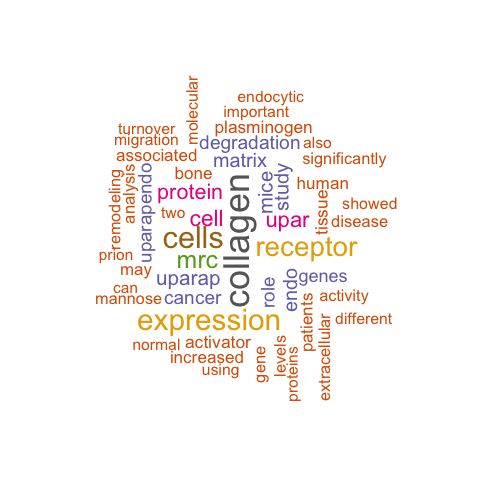 molecular
endocytic
important
turnover
plasminogen
migration
degradation
also
associated
matrix
significantly
bone
mice
study
human
analysis
uparapendo
protein
collagen
tissue
showed
remodeling
two
cell
upar
disease
cells
receptor
prion
mrc
may
uparap
endo
genes
can
mannose
cancer
role
activity
expression
patients
extracellular
different
normal
activator
levels
increased
gene
proteins
using